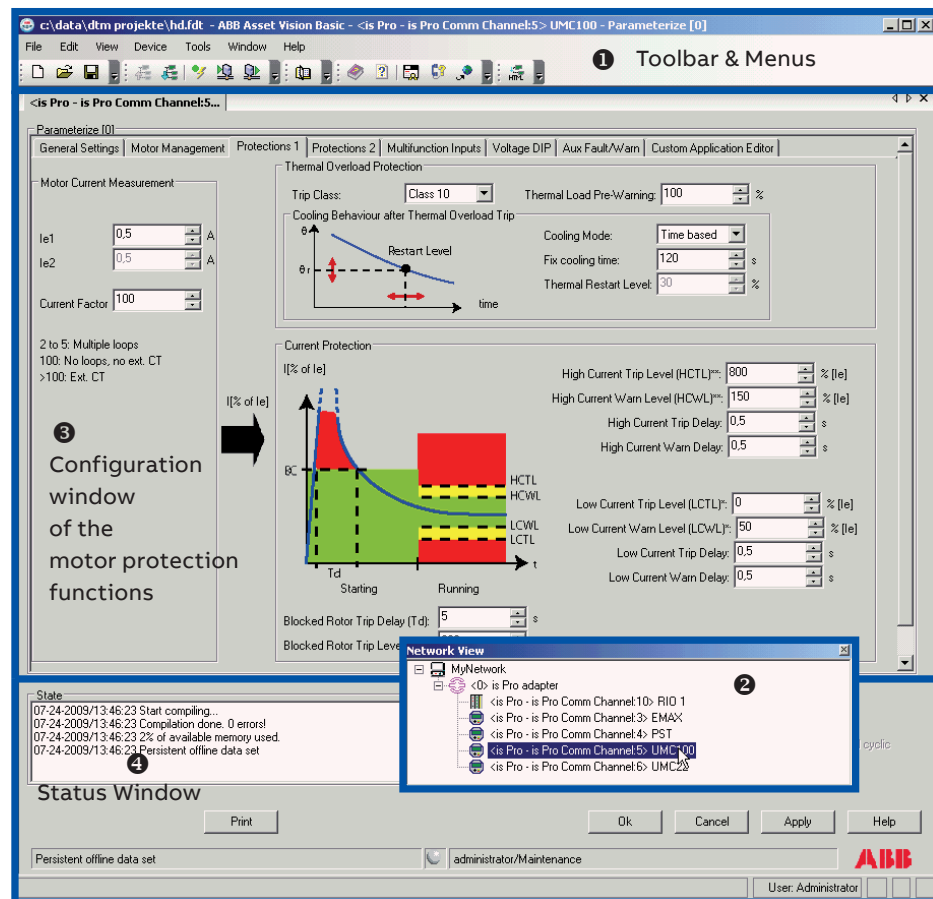 c:\data\dtm projekte\hd.fdt - ABB Asset Vision Basic - <is Pro - is Pro Comm Channel:5> UMC100 - Parameterize [0]
File Edit View Device Tools Window Help
❶ Toolbar & Menus
<is Pro - is Pro Comm Channel:5...
Parameterize [0]
General Settings Motor Management Protections 1 Protections 2 Multifunction Inputs Voltage DIP Aux Fault/Warn Custom Application Editor
Motor Current Measurement
Ie1 0,5 A
Ie2 0,5 A
Current Factor 100
2 to 5: Multiple loops
100: No loops, no ext. CT
>100: Ext. CT
❸
Configuration
window
of the
motor protection
functions
Thermal Overload Protection
Trip Class: Class 10 Thermal Load Pre-Warning: 100 %
Cooling Behaviour after Thermal Overload Trip
θ
Restart Level
θr
time
Cooling Mode: Time based
Fix cooling time: 120 s
Thermal Restart Level: 30 %
Current Protection
I[% of Ie]
I[% of Ie]
BC
HCTL
HCWL
LCWL
LCTL
t
Td
Starting Running
High Current Trip Level (HCTL)**: 800 % [Ie]
High Current Warn Level (HCWL)**: 150 % [Ie]
High Current Trip Delay: 0,5 s
High Current Warn Delay: 0,5 s
Low Current Trip Level (LCTL)*: 0 % [Ie]
Low Current Warn Level (LCWL)*: 50 % [Ie]
Low Current Trip Delay: 0,5 s
Low Current Warn Delay: 0,5 s
Blocked Rotor Trip Delay (Td): 5 s
Blocked Rotor Trip Leve
Network View
MyNetwork
❷
<0> is Pro adapter
<is Pro - is Pro Comm Channel:10> RIO 1
<is Pro - is Pro Comm Channel:3> EMAX
<is Pro - is Pro Comm Channel:4> PST
<is Pro - is Pro Comm Channel:5> UMC100
<is Pro - is Pro Comm Channel:6> UMC22
State
07-24-2009/13:46:23 Start compiling...
07-24-2009/13:46:23 Compilation done. 0 errors!
07-24-2009/13:46:23 2% of available memory used.
07-24-2009/13:46:23 Persistent offline data set
❹
Status Window
cyclic
Print Ok Cancel Apply Help
Persistent offline data set administrator/Maintenance ABB
User: Administrator